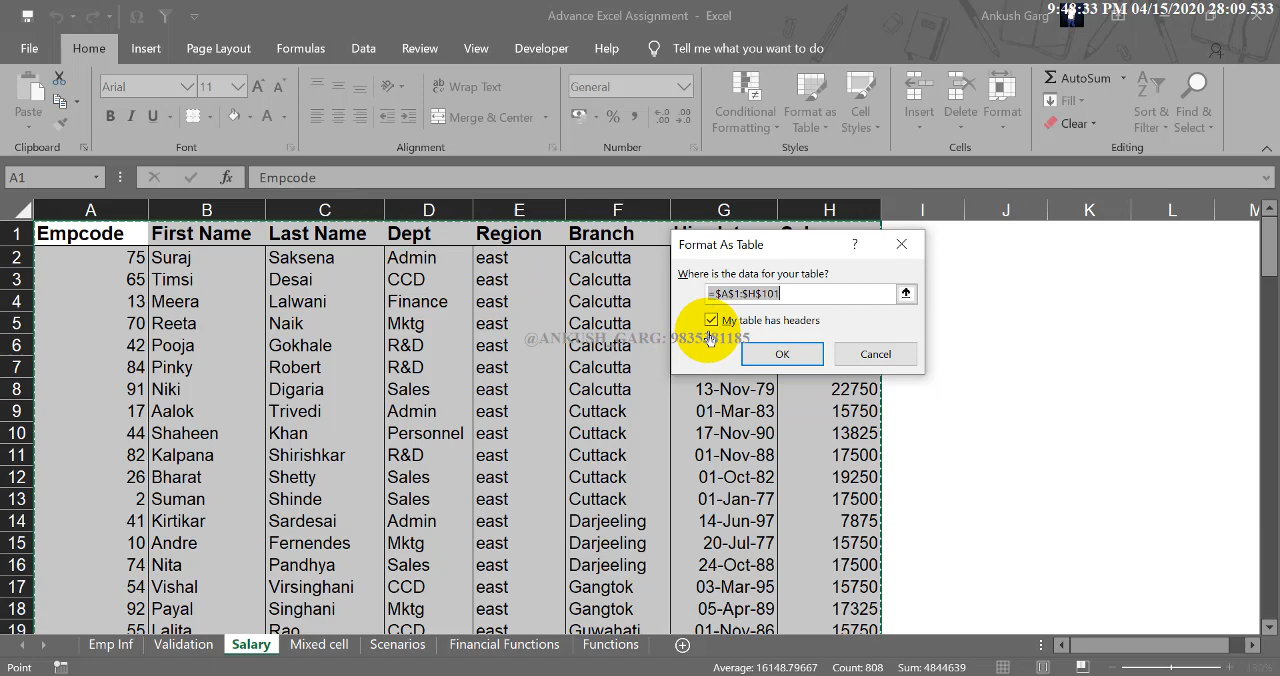 Advance Excel Assignment - Excel
Ankush Garg
9:48:33 PM 04/15/2020 28:09.533
File Home Insert Page Layout Formulas Data Review View Developer Help Tell me what you want to do
Paste
Clipboard
Arial 11
B I U A
Font
Wrap Text
Merge & Center
Alignment
General
% ,
Number
Conditional Formatting
Format as Table
Cell Styles
Styles
Insert Delete Format
Cells
AutoSum
Fill
Clear
Sort & Filter
Find & Select
Editing
A1 fx Empcode
A B C D E F G H I J K L M
1 Empcode First Name Last Name Dept Region Branch
2 75 Suraj Saksena Admin east Calcutta
3 65 Timsi Desai CCD east Calcutta
4 13 Meera Lalwani Finance east Calcutta
5 70 Reeta Naik Mktg east Calcutta
6 42 Pooja Gokhale R&D east Calcutta
7 84 Pinky Robert R&D east Calcutta
8 91 Niki Digaria Sales east Calcutta 13-Nov-79 22750
9 17 Aalok Trivedi Admin east Cuttack 01-Mar-83 15750
10 44 Shaheen Khan Personnel east Cuttack 17-Nov-90 13825
11 82 Kalpana Shirishkar R&D east Cuttack 01-Nov-88 17500
12 26 Bharat Shetty Sales east Cuttack 01-Oct-82 19250
13 2 Suman Shinde Sales east Cuttack 01-Jan-77 17500
14 41 Kirtikar Sardesai Admin east Darjeeling 14-Jun-97 7875
15 10 Andre Fernendes Mktg east Darjeeling 20-Jul-77 15750
16 74 Nita Pandhya Sales east Darjeeling 24-Oct-88 17500
17 54 Vishal Virsinghani CCD east Gangtok 03-Mar-95 15750
18 92 Payal Singhani Mktg east Gangtok 05-Apr-89 17325
19 55 Lalita Rao CCD east Guwahati 01-Nov-86 15750
Format As Table ?
Where is the data for your table?
=$A$1:$H$101
My table has headers
OK Cancel
@ANKUSH_GARG:
Emp Inf Validation Salary Mixed cell Scenarios Financial Functions Functions
Point
Average: 16148.79667 Count: 808 Sum: 4844639
130%